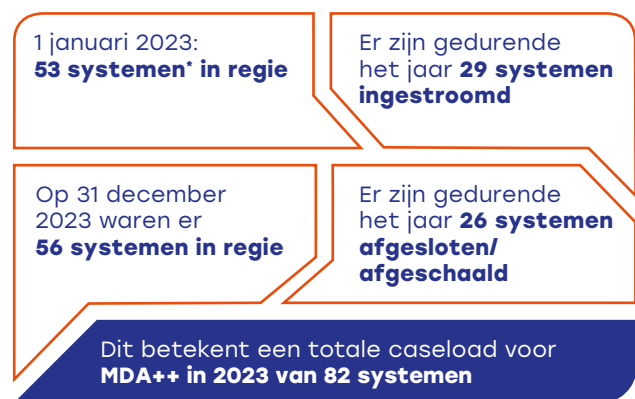 1 januari 2023:
53 systemen* in regie
Er zijn gedurende
het jaar 29 systemen
ingestroomd
Op 31 december
2023 waren er
56 systemen in regie
Er zijn gedurende
het jaar 26 systemen
afgesloten/
afgeschaald
Dit betekent een totale caseload voor
MDA++ in 2023 van 82 systemen